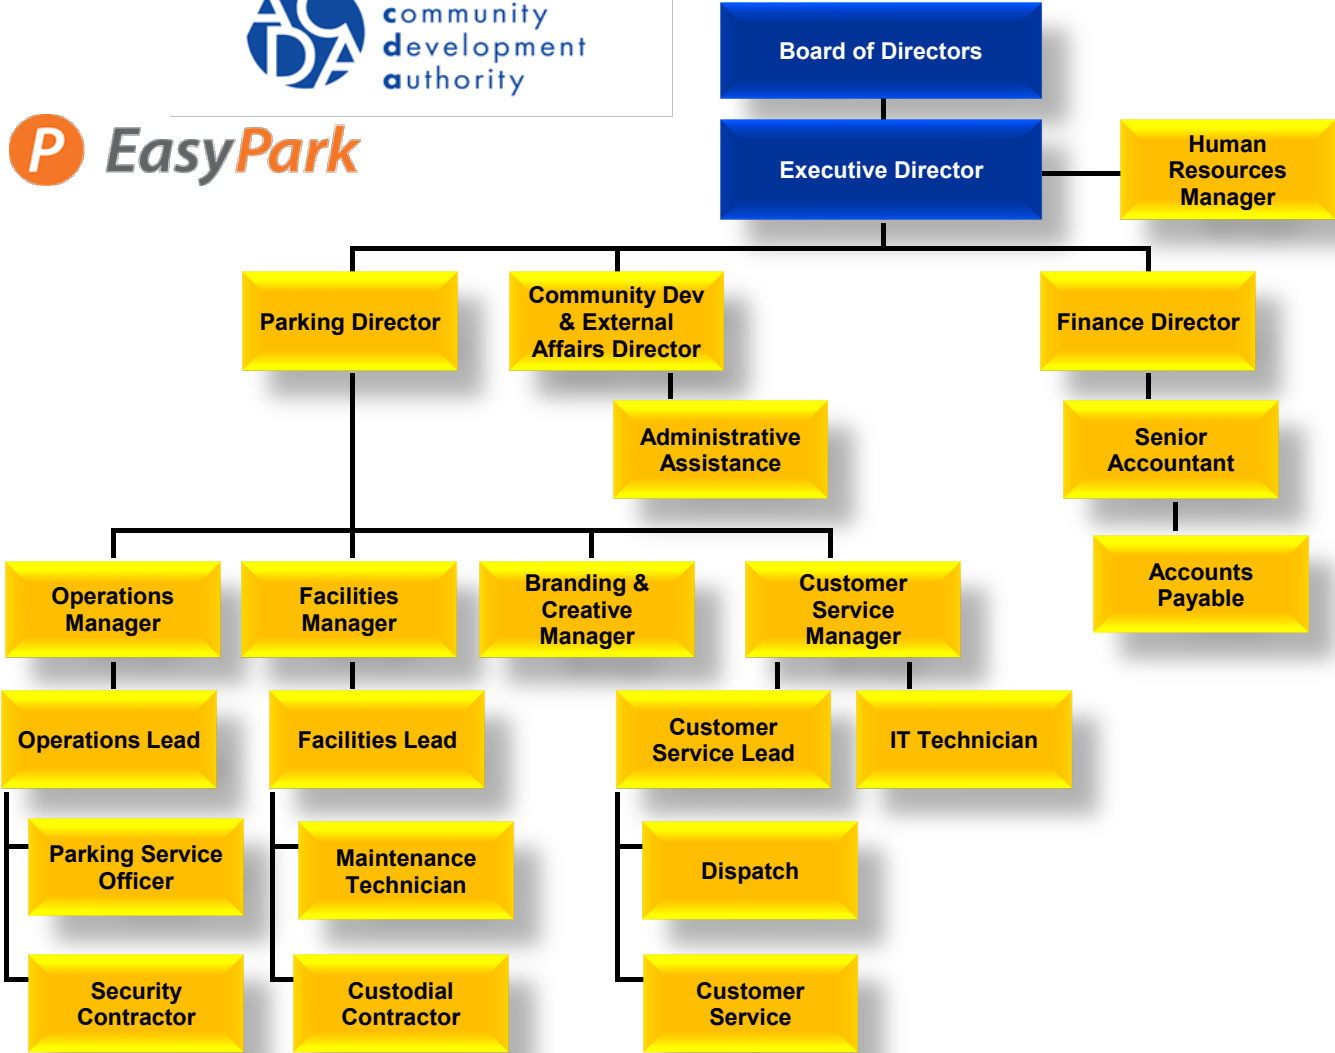 ACDA
community
development
authority
P EasyPark
Board of Directors
Executive Director
Human
Resources
Manager
Parking Director
Community Dev
& External
Affairs Director
Finance Director
Administrative
Assistance
Senior
Accountant
Accounts
Payable
Operations
Manager
Facilities
Manager
Branding &
Creative
Manager
Customer
Service
Manager
Operations Lead
Facilities Lead
Customer
Service Lead
IT Technician
Parking Service
Officer
Maintenance
Technician
Dispatch
Security
Contractor
Custodial
Contractor
Customer
Service